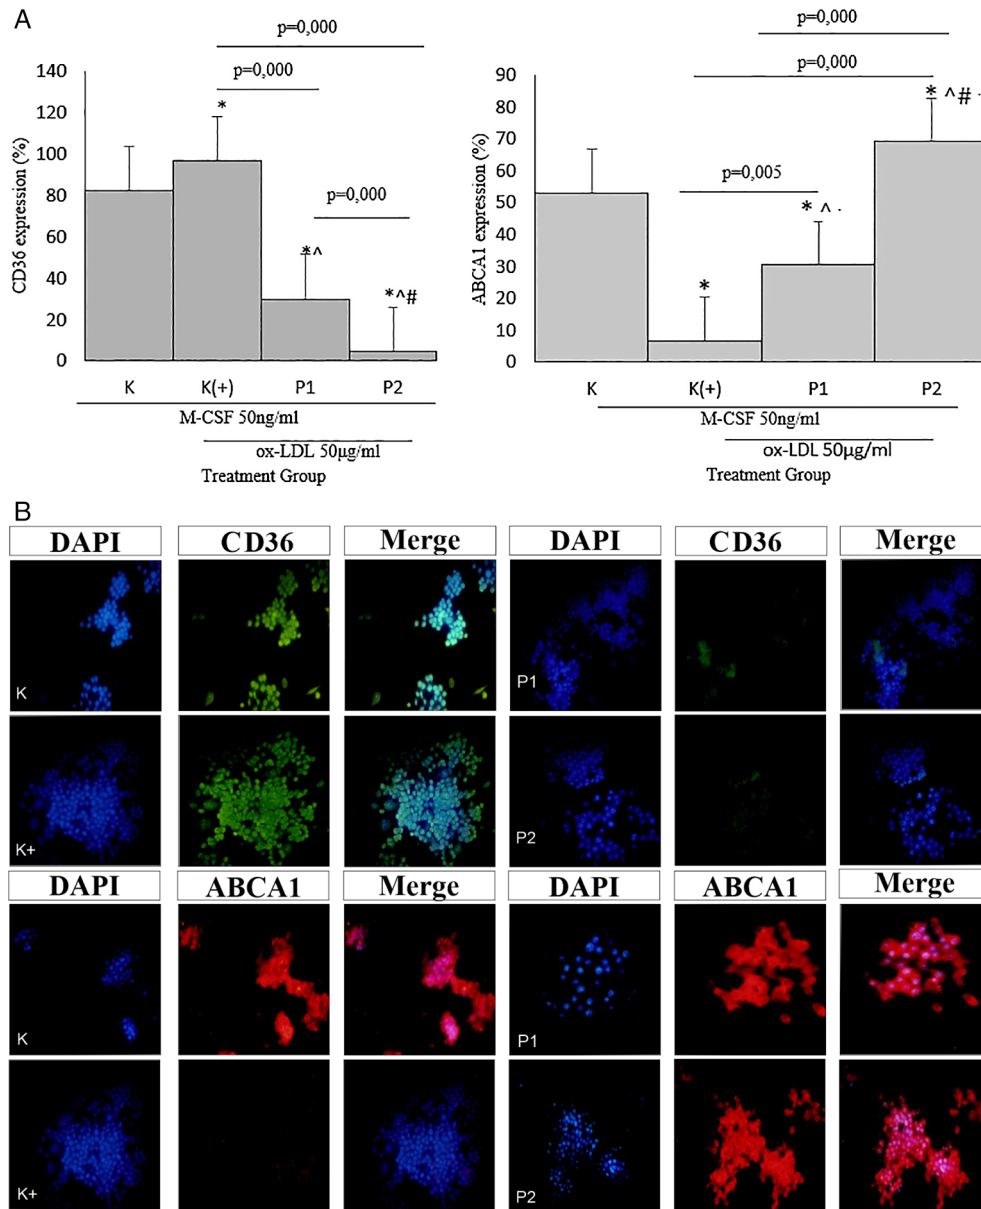 A
p=0,000
p=0,000
p=0,000
CD36 expression (%)
140
120
100
80
60
40
20
0
*
*^
*^#
K
K(+)
P1
P2
M-CSF 50ng/ml
ox-LDL 50μg/ml
Treatment Group
p=0,000
p=0,000
p=0,005
ABCA1 expression (%)
90
80
70
60
50
40
30
20
10
0
*
* ^ .
* ^ # .
K
K(+)
P1
P2
M-CSF 50ng/ml
ox-LDL 50μg/ml
Treatment Group
B
DAPI CD36 Merge DAPI CD36 Merge
K P1
K+ P2
DAPI ABCA1 Merge DAPI ABCA1 Merge
K P1
K+ P2